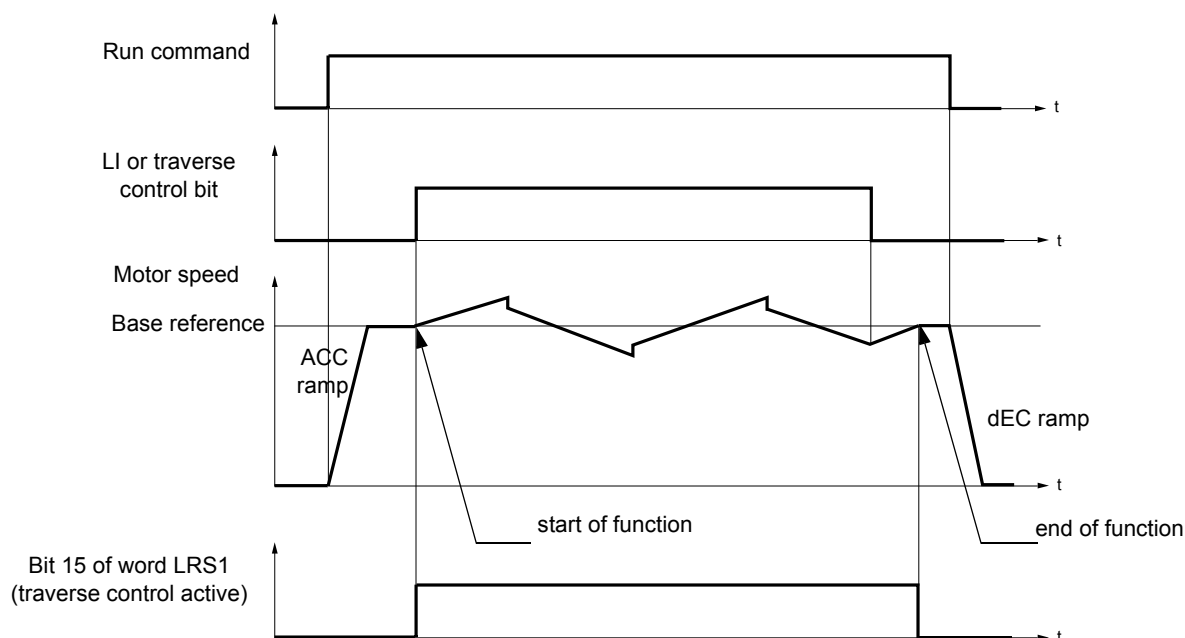 Run command
t
LI or traverse
control bit
t
Motor speed
Base reference
ACC
ramp
dEC ramp
t
start of function
end of function
Bit 15 of word LRS1
(traverse control active)
t